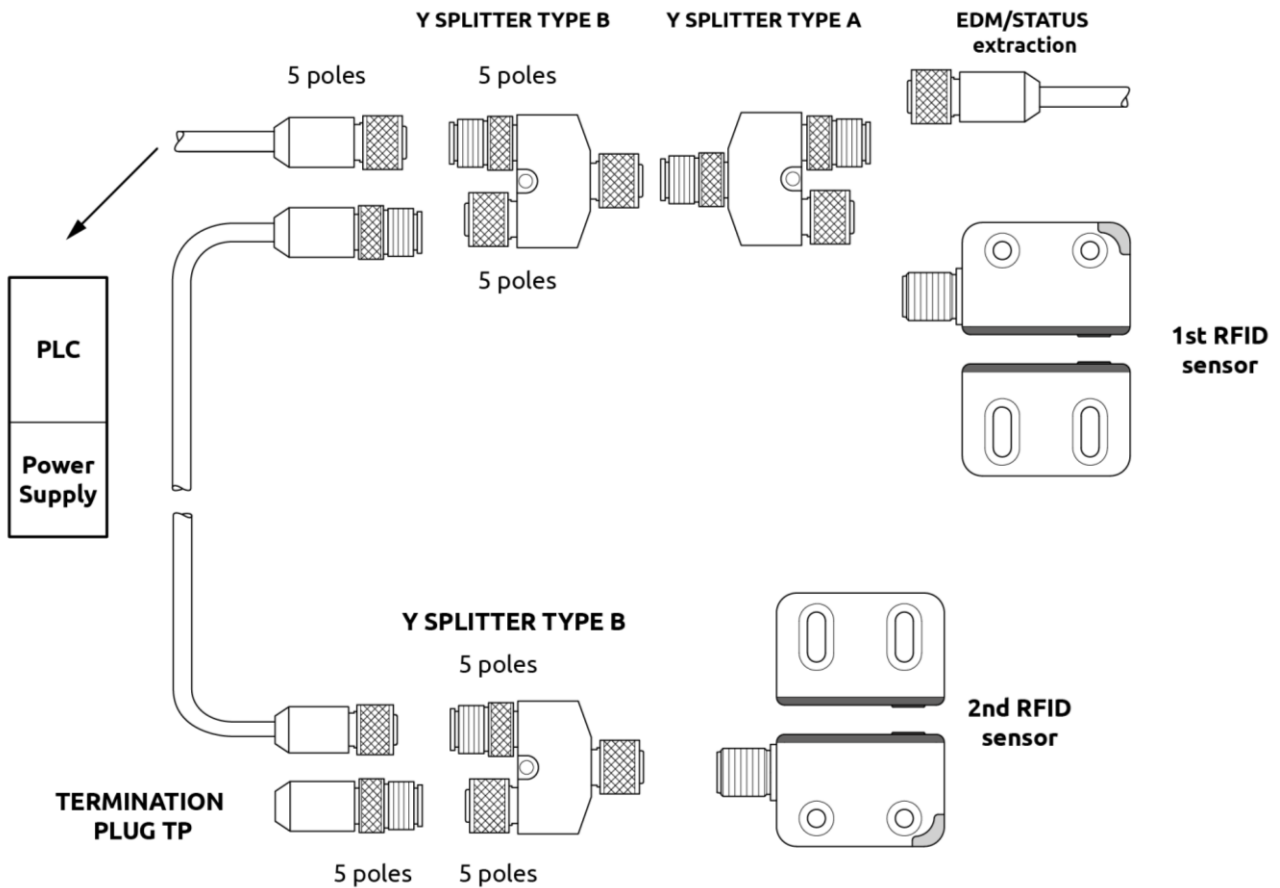 Y SPLITTER TYPE B
Y SPLITTER TYPE A
EDM/STATUS
extraction
5 poles
5 poles
5 poles
PLC
Power
Supply
1st RFID
sensor
Y SPLITTER TYPE B
5 poles
2nd RFID
sensor
TERMINATION
PLUG TP
5 poles
5 poles